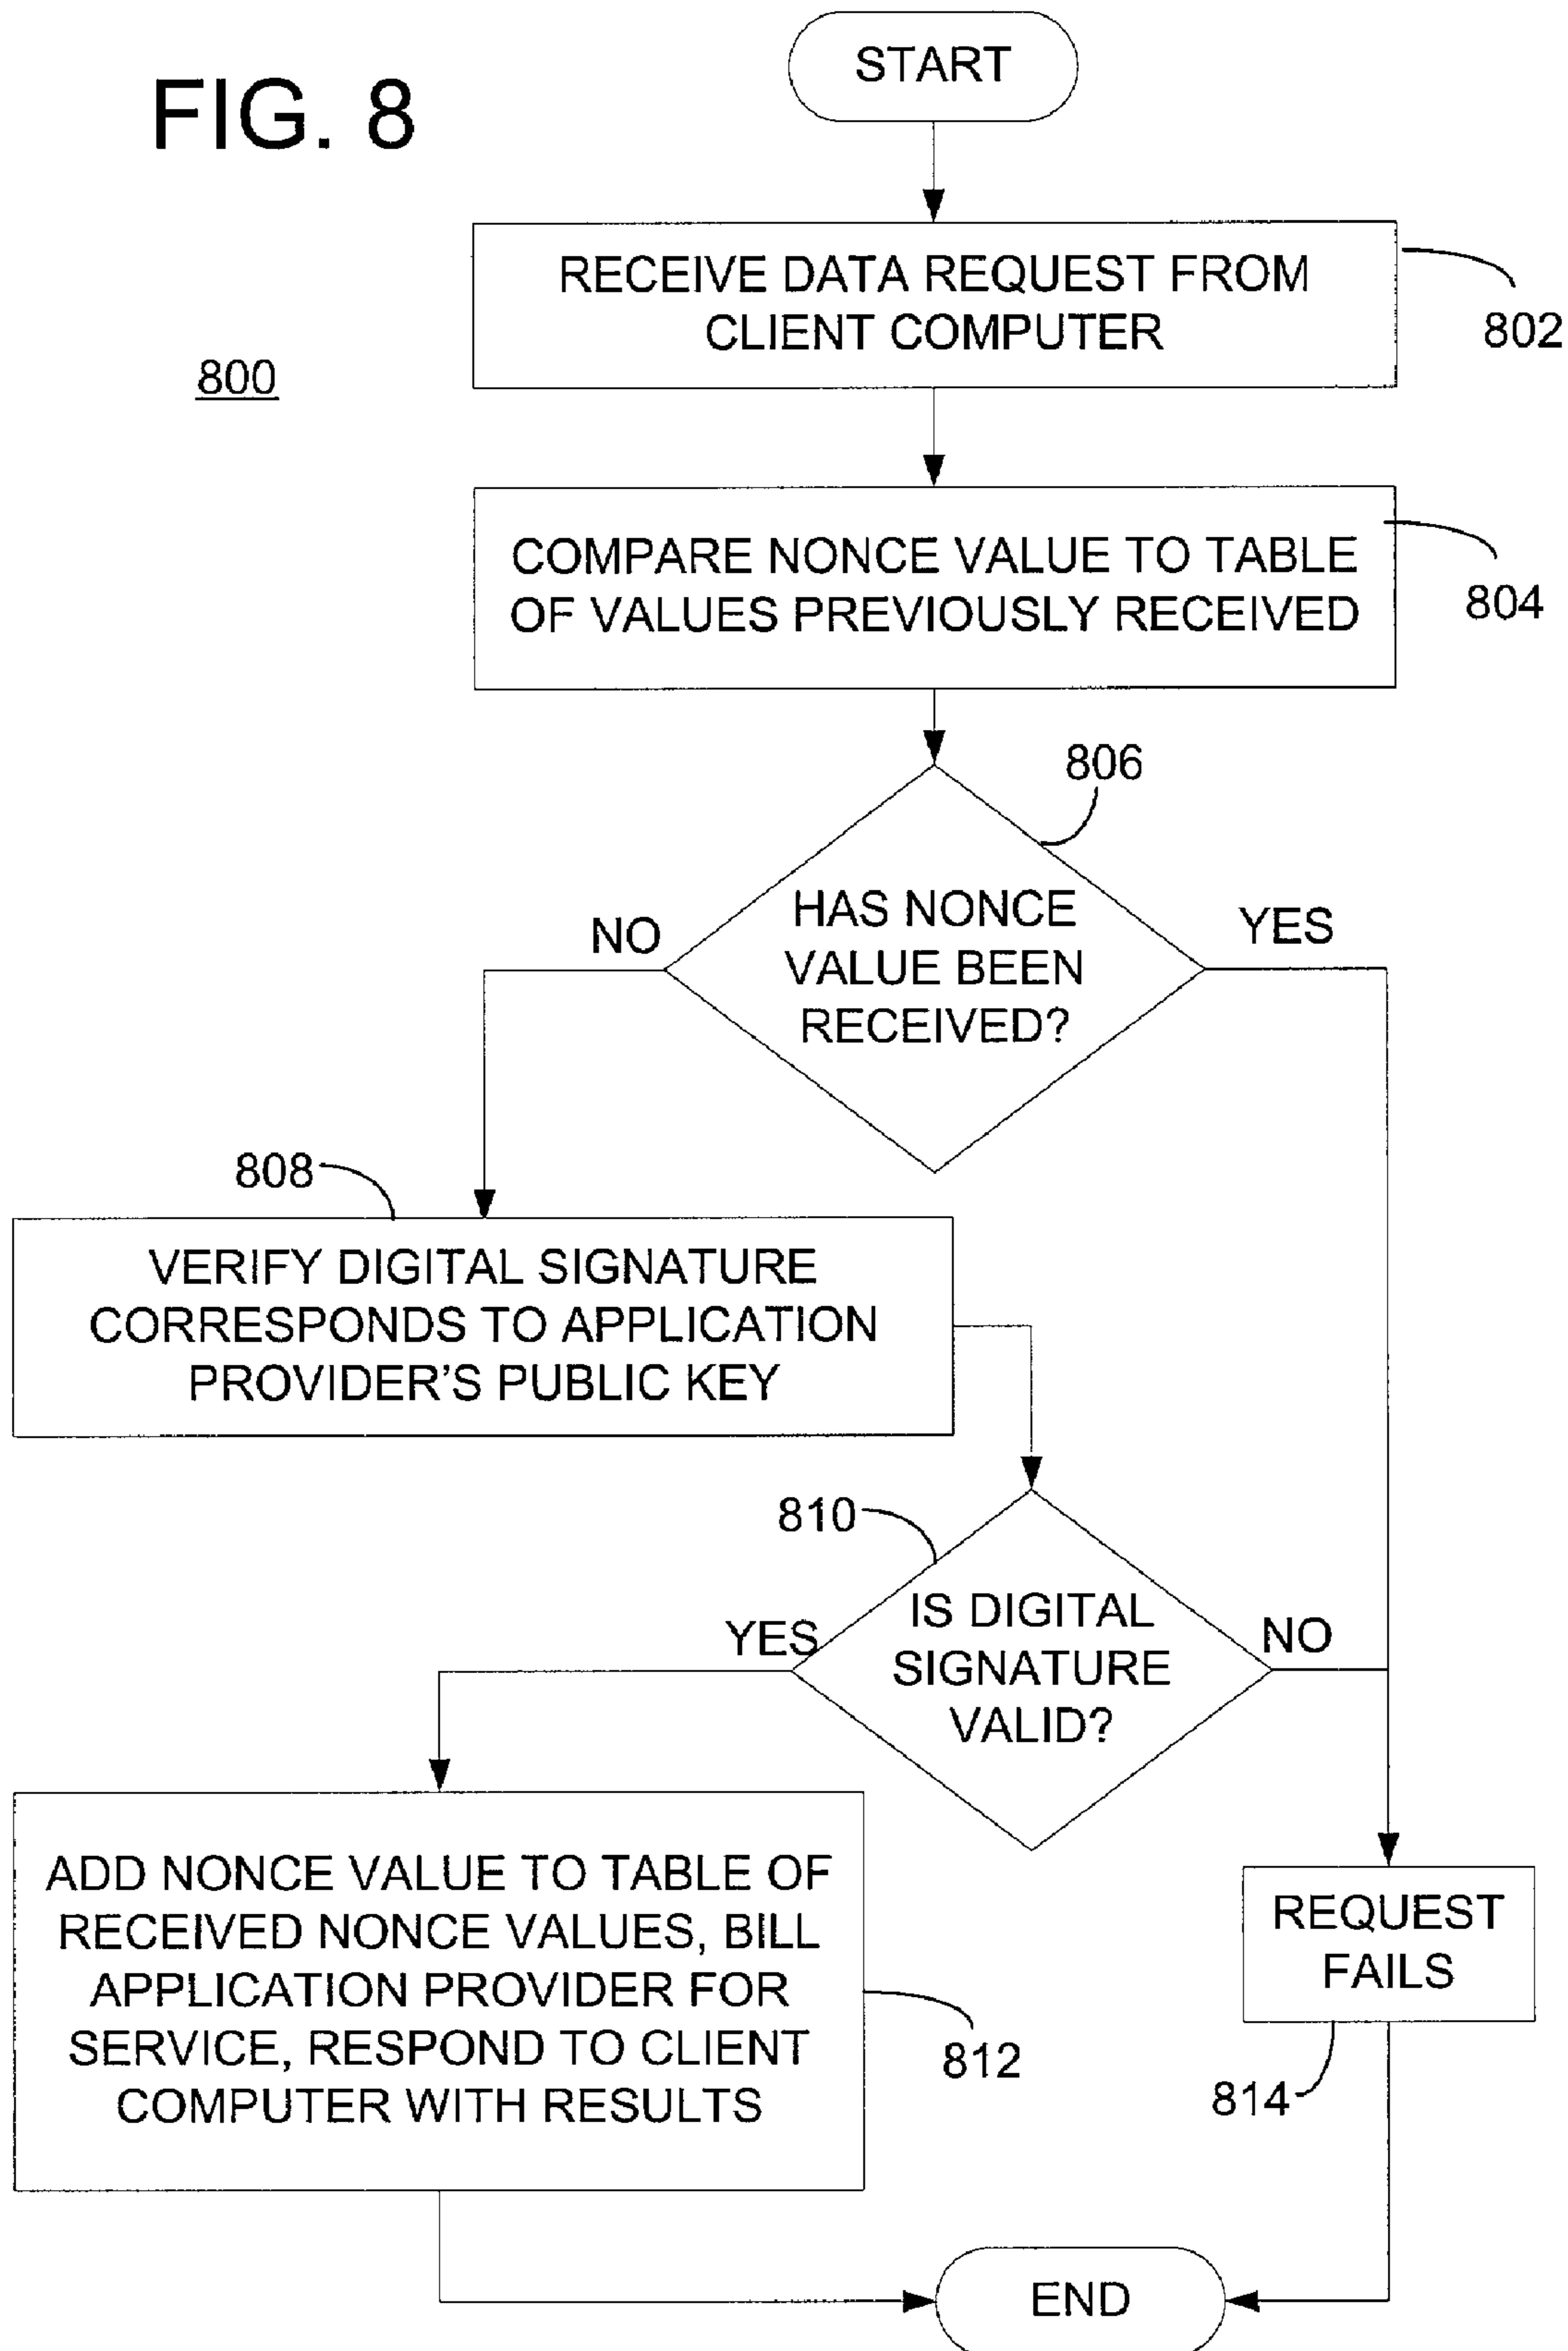 FIG. 8
START
RECEIVE DATA REQUEST FROM
CLIENT COMPUTER
802
800
COMPARE NONCE VALUE TO TABLE
OF VALUES PREVIOUSLY RECEIVED
804
806
HAS NONCE
VALUE BEEN
RECEIVED?
NO
YES
808
VERIFY DIGITAL SIGNATURE
CORRESPONDS TO APPLICATION
PROVIDER'S PUBLIC KEY
810
IS DIGITAL
SIGNATURE
VALID?
YES
NO
ADD NONCE VALUE TO TABLE OF
RECEIVED NONCE VALUES, BILL
APPLICATION PROVIDER FOR
SERVICE, RESPOND TO CLIENT
COMPUTER WITH RESULTS
812
REQUEST
FAILS
814
END